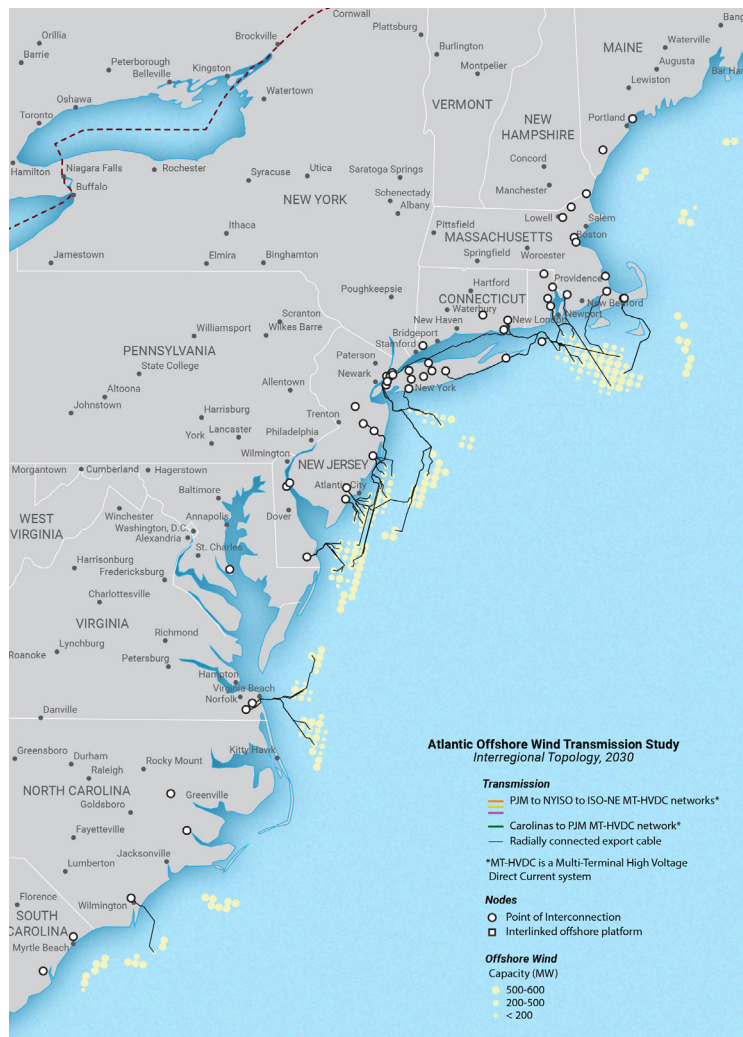 Cornwall
Plattsburg
Bang
Orillia
Brockville
Waterville
Barrie
Burlington
MAINE
Peterborough
Kingston
Augusta
Belleville
Montpelier
Bar Har
Lewiston
Oshawa
Watertown
VERMONT
Toronto
NEW
HAMPSHIRE
Portland
Hamilton
Niagara Falls
Rochester
Syracuse
Utica
Saratoga Springs
Concord
Buffalo
NEW YORK
Schenectady
Albany
Manchester
Ithaca
Pittsfield
Lowell
Salem
MASSACHUSETTS
Boston
Jamestown
Elmira
Binghamton
Springfield
Worcester
Poughkeepsie
Hartford
Providence
CONNECTICUT
New Bedford
Waterbury
Newport
Scranton
New Haven
New London
Williamsport
Wilkes Barre
Bridgeport
Stamford
PENNSYLVANIA
Paterson
State College
Newark
Altoona
Allentown
New York
Johnstown
Harrisburg
Trenton
York
Lancaster
Philadelphia
Wilmington
Morgantown
Cumberland
Hagerstown
NEW JERSEY
Baltimore
Atlantic City
WEST
VIRGINIA
Winchester
Annapolis
Dover
Washington, D.C.
Alexandria
St. Charles
Harrisonburg
Fredericksburg
Charlottesville
VIRGINIA
Richmond
Lynchburg
Roanoke
Petersburg
Hampton
Virginia Beach
Norfolk
Danville
Kitty Hawk
Greensboro
Durham
Rocky Mount
Raleigh
NORTH CAROLINA
Greenville
Goldsboro
Fayetteville
Jacksonville
Lumberton
Florence
Wilmington
SOUTH
CAROLINA
Myrtle Beach
Atlantic Offshore Wind Transmission Study
Interregional Topology, 2030
Transmission
PJM to NYISO to ISO-NE MT-HVDC networks*
Carolinas to PJM MT-HVDC network*
Radially connected export cable
*MT-HVDC is a Multi-Terminal High Voltage
Direct Current system
Nodes
Point of Interconnection
Interlinked offshore platform
Offshore Wind
Capacity (MW)
500-600
200-500
< 200